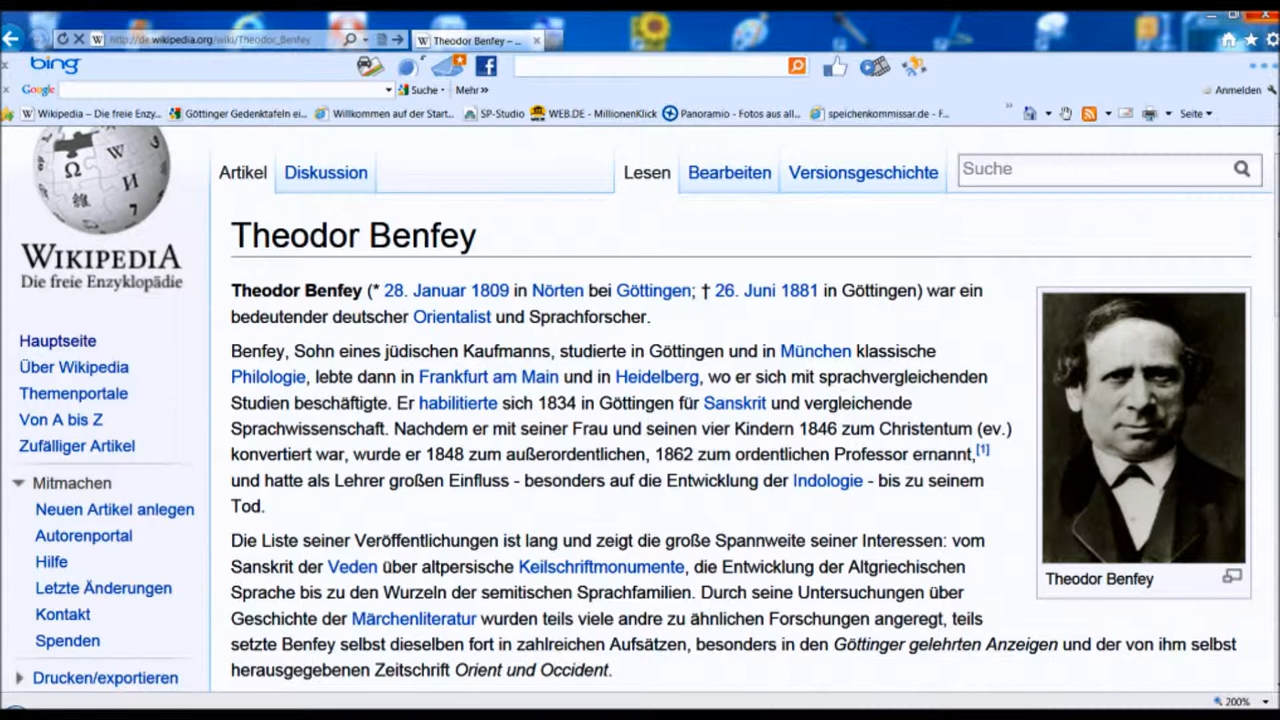 http://de.wikipedia.org/wiki/Theodor_Benfey
W Theodor Benfey – ...
bing
Google
Suche
Mehr »
Anmelden
W Wikipedia – Die freie Enzy...
Göttinger Gedenktafeln ei...
Willkommen auf der Start...
SP-Studio
WEB.DE - MillionenKlick
Panoramio - Fotos aus all...
speichenkommissar.de - F...
Seite
WIKIPEDIA
Die freie Enzyklopädie
Artikel
Diskussion
Lesen
Bearbeiten
Versionsgeschichte
Suche
Hauptseite
Über Wikipedia
Themenportale
Von A bis Z
Zufälliger Artikel
Mitmachen
Neuen Artikel anlegen
Autorenportal
Hilfe
Letzte Änderungen
Kontakt
Spenden
Drucken/exportieren
Theodor Benfey
Theodor Benfey (* 28. Januar 1809 in Nörten bei Göttingen; † 26. Juni 1881 in Göttingen) war ein
bedeutender deutscher Orientalist und Sprachforscher.
Benfey, Sohn eines jüdischen Kaufmanns, studierte in Göttingen und in München klassische
Philologie, lebte dann in Frankfurt am Main und in Heidelberg, wo er sich mit sprachvergleichenden
Studien beschäftigte. Er habilitierte sich 1834 in Göttingen für Sanskrit und vergleichende
Sprachwissenschaft. Nachdem er mit seiner Frau und seinen vier Kindern 1846 zum Christentum (ev.)
konvertiert war, wurde er 1848 zum außerordentlichen, 1862 zum ordentlichen Professor ernannt,[1]
und hatte als Lehrer großen Einfluss - besonders auf die Entwicklung der Indologie - bis zu seinem
Tod.
Die Liste seiner Veröffentlichungen ist lang und zeigt die große Spannweite seiner Interessen: vom
Sanskrit der Veden über altpersische Keilschriftmonumente, die Entwicklung der Altgriechischen
Sprache bis zu den Wurzeln der semitischen Sprachfamilien. Durch seine Untersuchungen über
Geschichte der Märchenliteratur wurden teils viele andre zu ähnlichen Forschungen angeregt, teils
setzte Benfey selbst dieselben fort in zahlreichen Aufsätzen, besonders in den Göttinger gelehrten Anzeigen und der von ihm selbst
herausgegebenen Zeitschrift Orient und Occident.
Theodor Benfey
200%